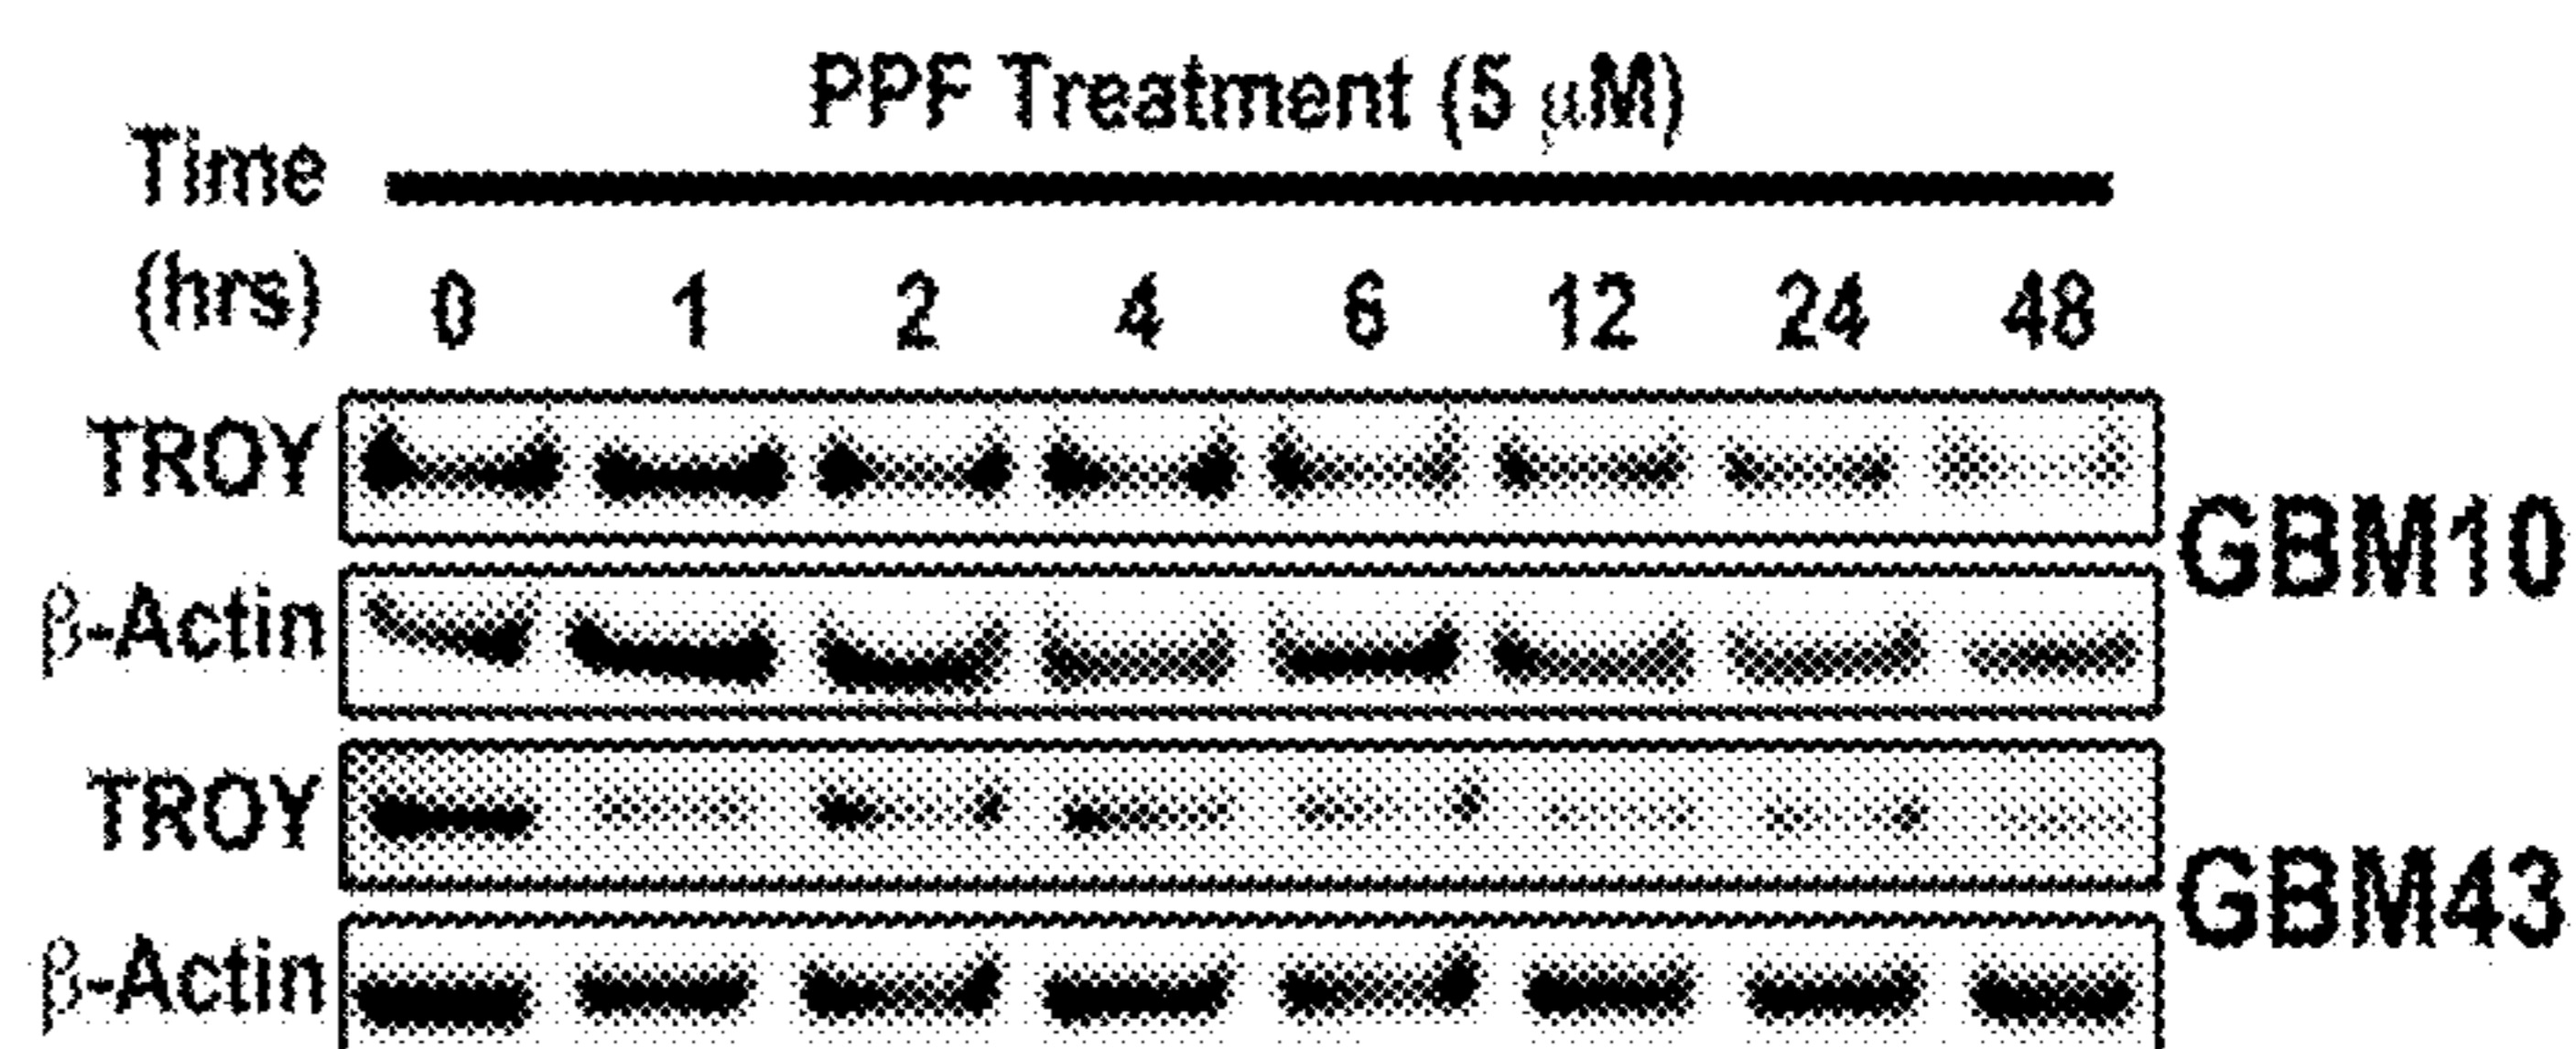 PPF Treatment (5 μM)
Time
(hrs) 0 1 2 4 6 12 24 48
TROY
GBM10
β-Actin
TROY
GBM43
β-Actin